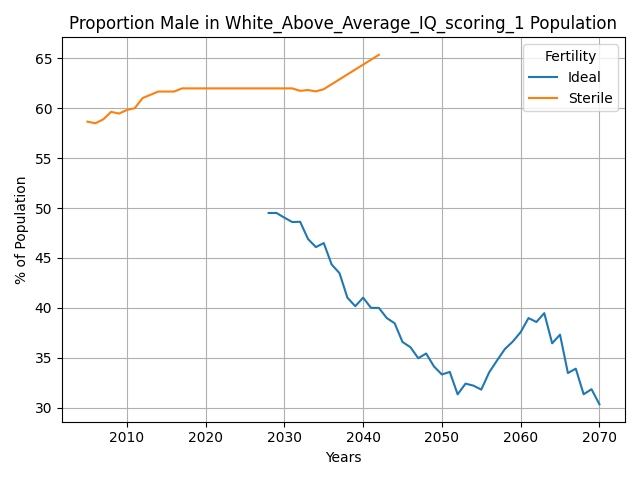 Proportion Male in White_Above_Average_IQ_scoring_1 Population
Fertility
Ideal
Sterile
% of Population
65
60
55
50
45
40
35
30
2010 2020 2030 2040 2050 2060 2070
Years